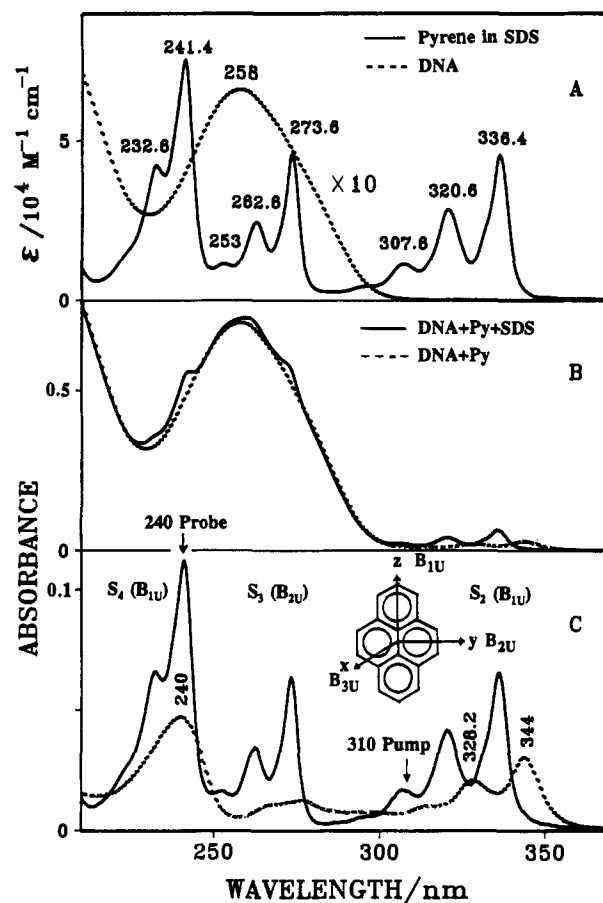 ε /10⁴ M⁻¹ cm⁻¹
5
0
241.4
232.6
258
253
262.6
273.6
×10
307.6
320.6
336.4
Pyrene in SDS
DNA
A
ABSORBANCE
0.5
0
DNA+Py+SDS
DNA+Py
B
240 Probe
0.1
0
S₄ (B₁U)
S₃ (B₂U)
S₂ (B₁U)
C
z B₁U
y B₂U
x
B₃U
240
310 Pump
328.2
344
250
300
350
WAVELENGTH/nm